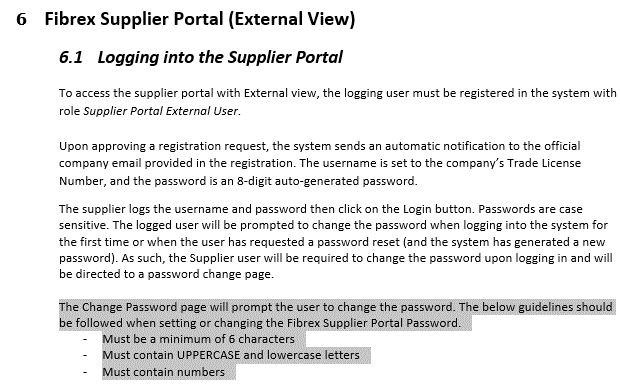 6 Fibrex Supplier Portal (External View)
6.1 Logging into the Supplier Portal
To access the supplier portal with External view, the logging user must be registered in the system with
role Supplier Portal External User.
Upon approving a registration request, the system sends an automatic notification to the official
company email provided in the registration. The username is set to the company's Trade License
Number, and the password is an 8-digit auto-generated password.
The supplier logs the username and password then click on the Login button. Passwords are case
sensitive. The logged user will be prompted to change the password when logging into the system for
the first time or when the user has requested a password reset (and the system has generated a new
password). As such, the Supplier user will be required to change the password upon logging in and will
be directed to a password change page.
The Change Password page will prompt the user to change the password. The below guidelines should
be followed when setting or changing the Fibrex Supplier Portal Password.
- Must be a minimum of 6 characters
- Must contain UPPERCASE and lowercase letters
- Must contain numbers